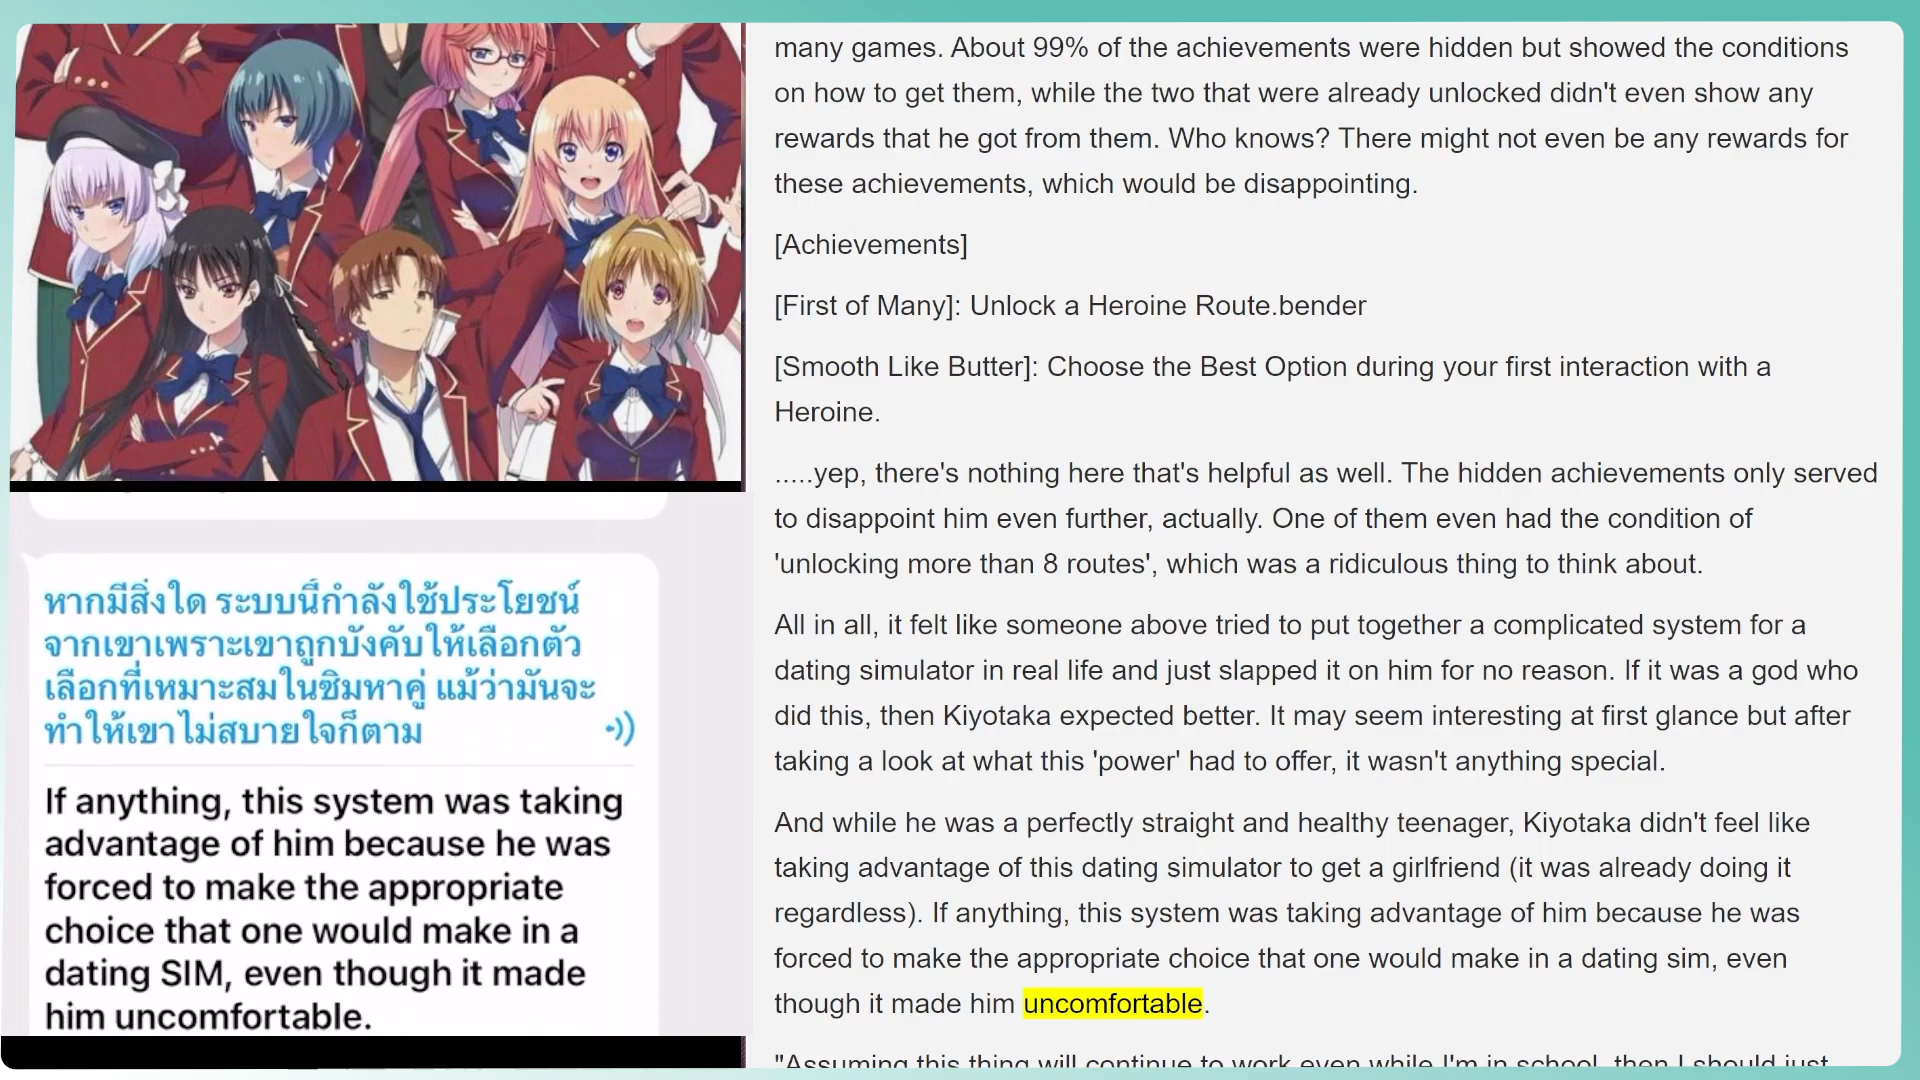 many games. About 99% of the achievements were hidden but showed the conditions
on how to get them, while the two that were already unlocked didn't even show any
rewards that he got from them. Who knows? There might not even be any rewards for
these achievements, which would be disappointing.
[Achievements]
[First of Many]: Unlock a Heroine Route.bender
[Smooth Like Butter]: Choose the Best Option during your first interaction with a
Heroine.
.....yep, there's nothing here that's helpful as well. The hidden achievements only served
to disappoint him even further, actually. One of them even had the condition of
'unlocking more than 8 routes', which was a ridiculous thing to think about.
All in all, it felt like someone above tried to put together a complicated system for a
dating simulator in real life and just slapped it on him for no reason. If it was a god who
did this, then Kiyotaka expected better. It may seem interesting at first glance but after
taking a look at what this 'power' had to offer, it wasn't anything special.
And while he was a perfectly straight and healthy teenager, Kiyotaka didn't feel like
taking advantage of this dating simulator to get a girlfriend (it was already doing it
regardless). If anything, this system was taking advantage of him because he was
forced to make the appropriate choice that one would make in a dating sim, even
though it made him uncomfortable.
"Assuming this thing will continue to work even while I'm in school, then I should just
หากมีสิ่งใด ระบบนี้กำลังใช้ประโยชน์
จากเขาเพราะเขาถูกบังคับให้เลือกตัว
เลือกที่เหมาะสมในซิมหาคู่ แม้ว่ามันจะ
ทำให้เขาไม่สบายใจก็ตาม
If anything, this system was taking
advantage of him because he was
forced to make the appropriate
choice that one would make in a
dating SIM, even though it made
him uncomfortable.